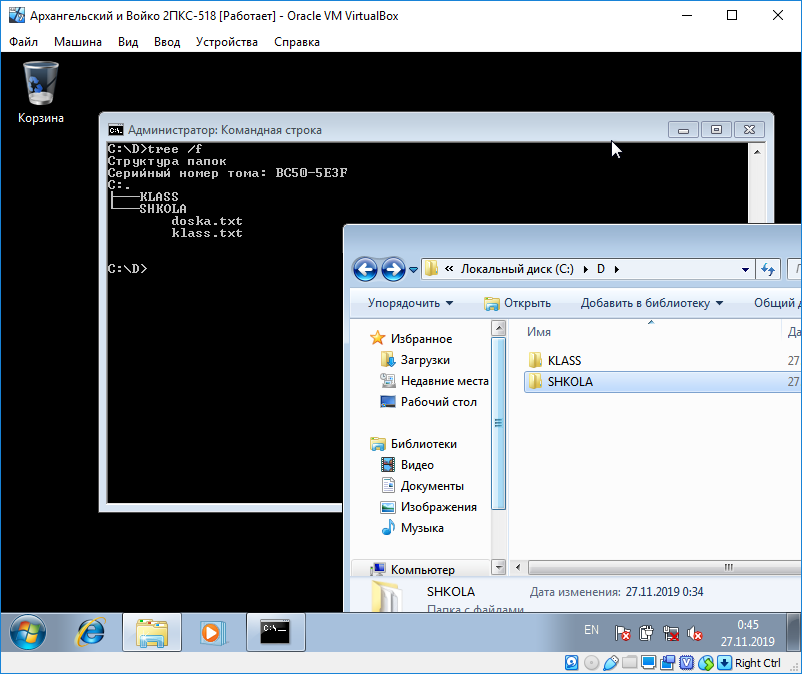 Архангельский и Войко 2ПКС-518 [Работает] - Oracle VM VirtualBox
Файл Машина Вид Ввод Устройства Справка
Корзина
Администратор: Командная строка
C:\D>tree /f
Структура папок
Серийный номер тома: BC50-5E3F
C:.
├───KLASS
└───SHKOLA
doska.txt
klass.txt
C:\D>
« Локальный диск (C:) D
Упорядочить Открыть Добавить в библиотеку Общий
Имя
Избранное
Загрузки
Недавние места
Рабочий стол
Библиотеки
Видео
Документы
Изображения
Музыка
Компьютер
KLASS 27
SHKOLA 27
SHKOLA Дата изменения: 27.11.2019 0:34
Папка с файлами
EN
0:45
27.11.2019
Right Ctrl